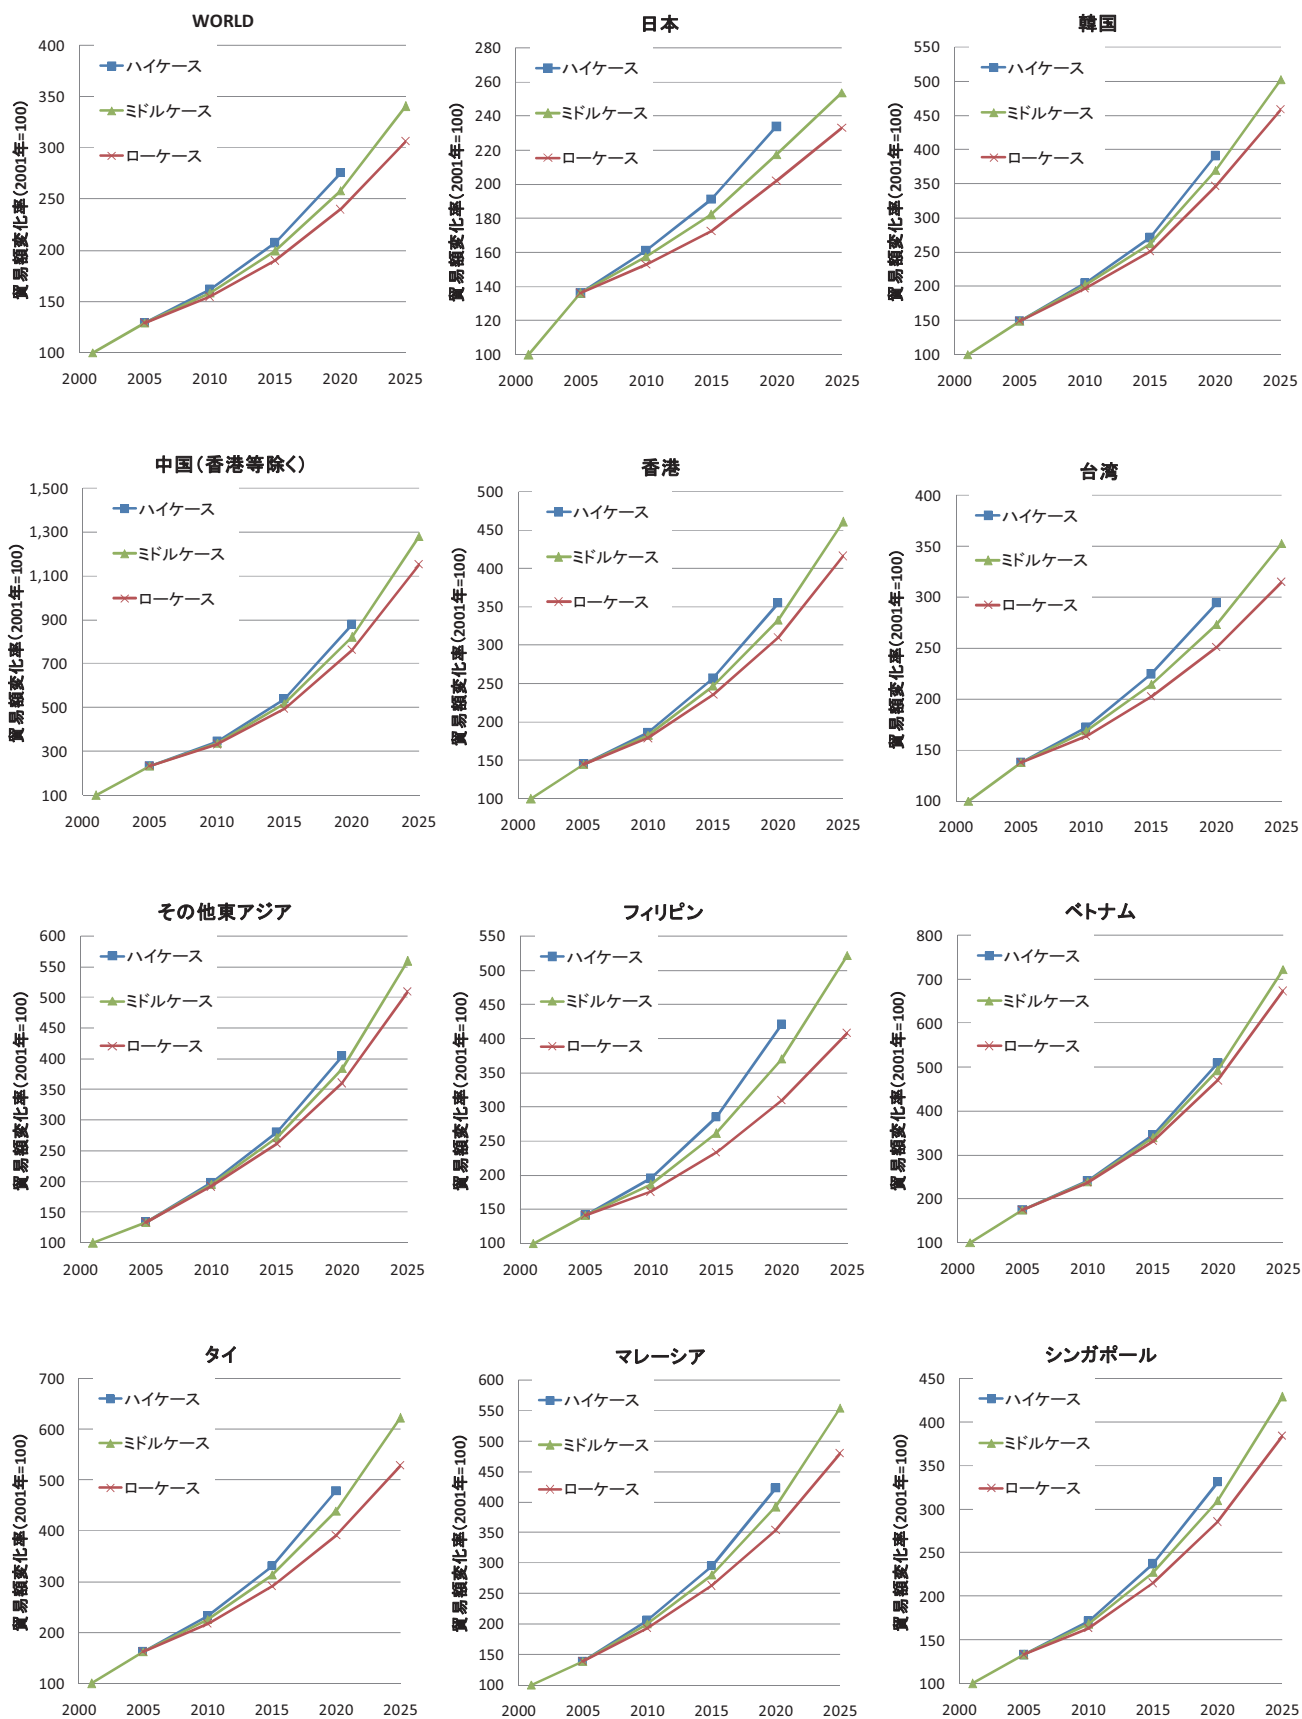 WORLD
貿易額変化率(2001年=100)
400
350
300
250
200
150
100
2000 2005 2010 2015 2020 2025
ハイケース
ミドルケース
ローケース
日本
貿易額変化率(2001年=100)
280
260
240
220
200
180
160
140
120
100
2000 2005 2010 2015 2020 2025
ハイケース
ミドルケース
ローケース
韓国
貿易額変化率(2001年=100)
550
500
450
400
350
300
250
200
150
100
2000 2005 2010 2015 2020 2025
ハイケース
ミドルケース
ローケース
中国(香港等除く)
貿易額変化率(2001年=100)
1,500
1,300
1,100
900
700
500
300
100
2000 2005 2010 2015 2020 2025
ハイケース
ミドルケース
ローケース
香港
貿易額変化率(2001年=100)
500
450
400
350
300
250
200
150
100
2000 2005 2010 2015 2020 2025
ハイケース
ミドルケース
ローケース
台湾
貿易額変化率(2001年=100)
400
350
300
250
200
150
100
2000 2005 2010 2015 2020 2025
ハイケース
ミドルケース
ローケース
その他東アジア
貿易額変化率(2001年=100)
600
550
500
450
400
350
300
250
200
150
100
2000 2005 2010 2015 2020 2025
ハイケース
ミドルケース
ローケース
フィリピン
貿易額変化率(2001年=100)
550
500
450
400
350
300
250
200
150
100
2000 2005 2010 2015 2020 2025
ハイケース
ミドルケース
ローケース
ベトナム
貿易額変化率(2001年=100)
800
700
600
500
400
300
200
100
2000 2005 2010 2015 2020 2025
ハイケース
ミドルケース
ローケース
タイ
貿易額変化率(2001年=100)
700
600
500
400
300
200
100
2000 2005 2010 2015 2020 2025
ハイケース
ミドルケース
ローケース
マレーシア
貿易額変化率(2001年=100)
600
550
500
450
400
350
300
250
200
150
100
2000 2005 2010 2015 2020 2025
ハイケース
ミドルケース
ローケース
シンガポール
貿易額変化率(2001年=100)
450
400
350
300
250
200
150
100
2000 2005 2010 2015 2020 2025
ハイケース
ミドルケース
ローケース